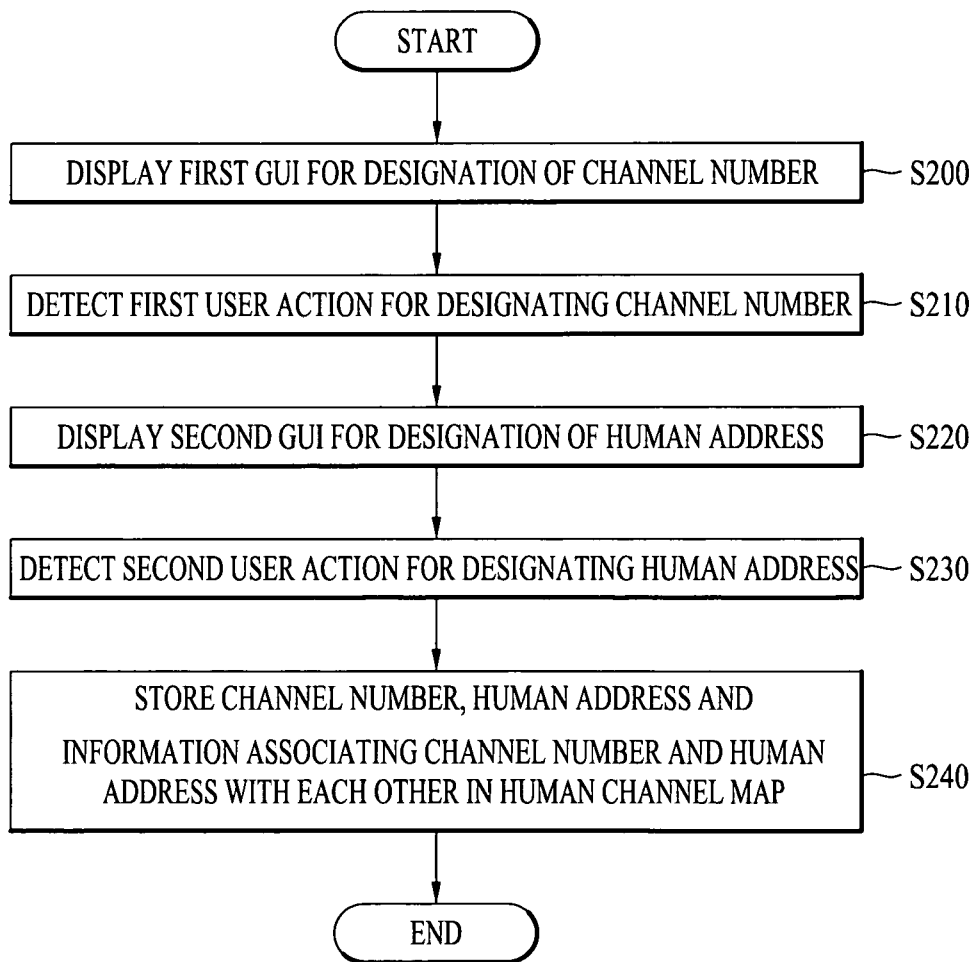 START
DISPLAY FIRST GUI FOR DESIGNATION OF CHANNEL NUMBER
S200
DETECT FIRST USER ACTION FOR DESIGNATING CHANNEL NUMBER
S210
DISPLAY SECOND GUI FOR DESIGNATION OF HUMAN ADDRESS
S220
DETECT SECOND USER ACTION FOR DESIGNATING HUMAN ADDRESS
S230
STORE CHANNEL NUMBER, HUMAN ADDRESS AND
INFORMATION ASSOCIATING CHANNEL NUMBER AND HUMAN
ADDRESS WITH EACH OTHER IN HUMAN CHANNEL MAP
S240
END